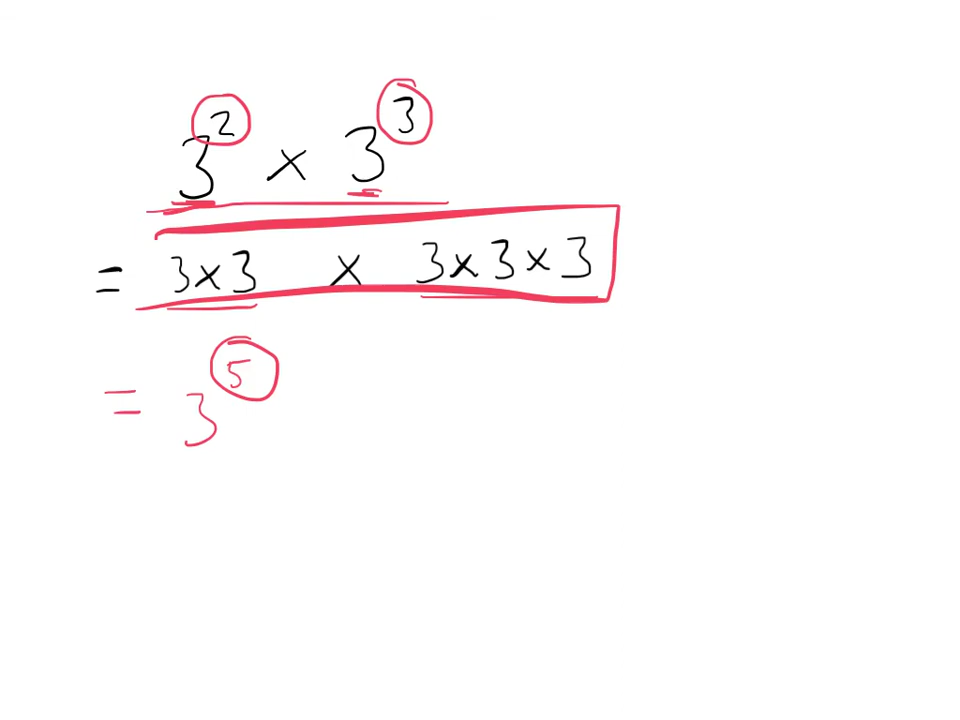 3² × 3³
= 3×3 × 3×3×3
= 3⁵